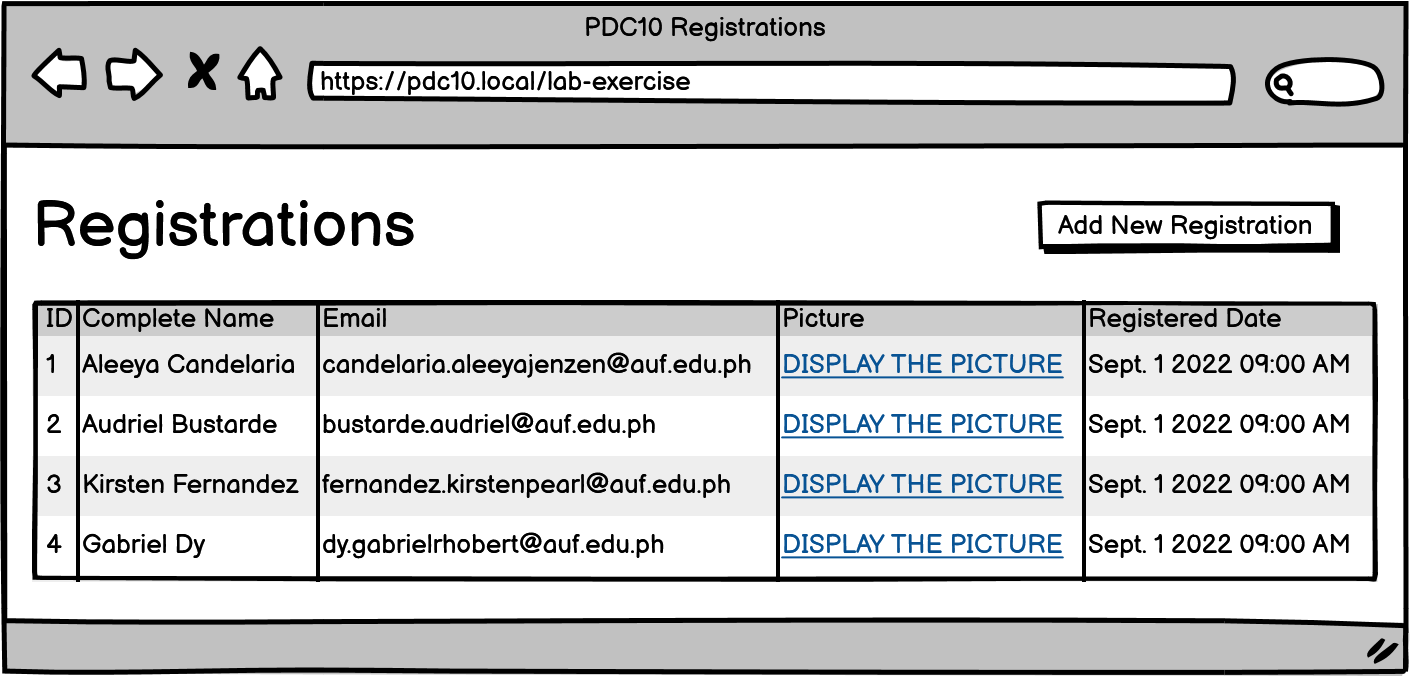 PDC10 Registrations
https://pdc10.local/lab-exercise
Registrations
Add New Registration
ID Complete Name Email Picture Registered Date
1 Aleeya Candelaria candelaria.aleeyajenzen@auf.edu.ph DISPLAY THE PICTURE Sept. 1 2022 09:00 AM
2 Audriel Bustarde bustarde.audriel@auf.edu.ph DISPLAY THE PICTURE Sept. 1 2022 09:00 AM
3 Kirsten Fernandez fernandez.kirstenpearl@auf.edu.ph DISPLAY THE PICTURE Sept. 1 2022 09:00 AM
4 Gabriel Dy dy.gabrielrhobert@auf.edu.ph DISPLAY THE PICTURE Sept. 1 2022 09:00 AM